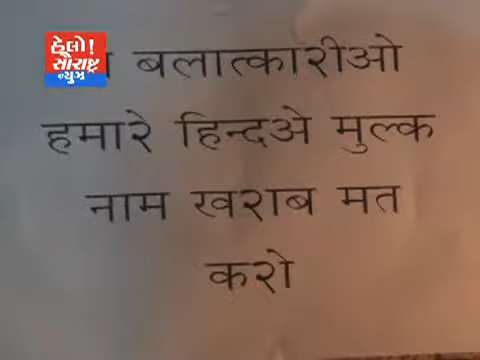 હેલો!
સૌરાષ્ટ્ર
ન્યુઝ
बलात्कारीओ
हमारे हिन्दअे मुल्क
नाम खराब मत
करो